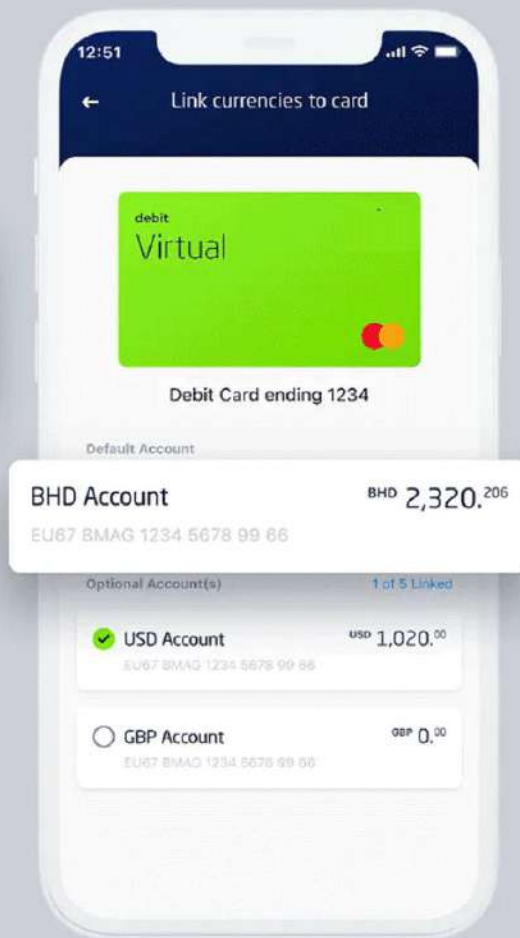 12:51
Link currencies to card
debit
Virtual
Debit Card ending 1234
Default Account
BHD Account
BHD 2,320.206
EU67 BMAG 1234 5678 99 66
Optional Account(s)
1 of 5 Linked
USD Account
USD 1,020.00
EU67 BMAG 1234 5678 99 66
GBP Account
GBP 0.00
EU67 BMAG 1234 5678 99 66